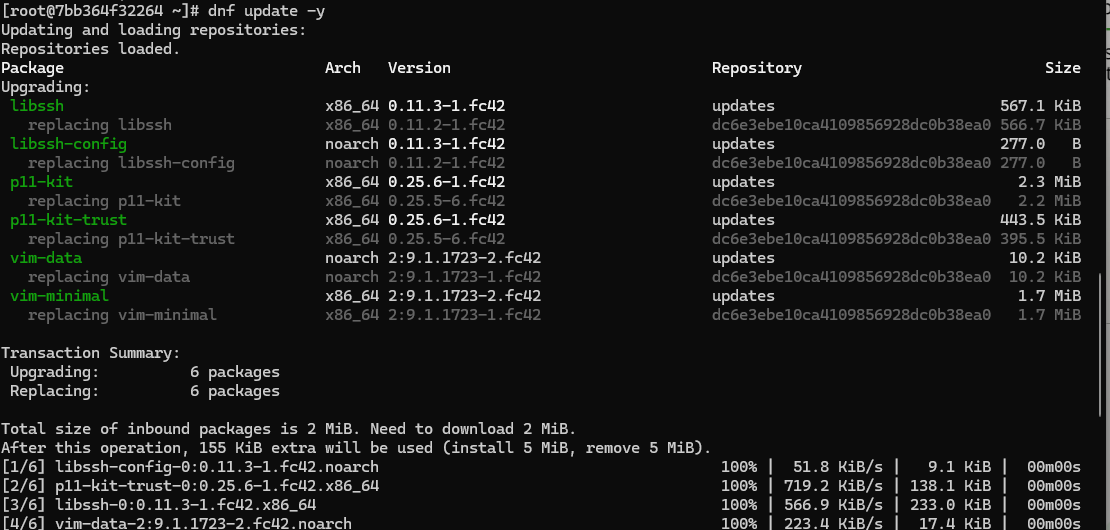 [root@7bb364f32264 ~]# dnf update -y
Updating and loading repositories:
Repositories loaded.
Package Arch Version Repository Size
Upgrading:
libssh x86_64 0.11.3-1.fc42 updates 567.1 KiB
replacing libssh x86_64 0.11.2-1.fc42 dc6e3ebe10ca4109856928dc0b38ea0 566.7 KiB
libssh-config noarch 0.11.3-1.fc42 updates 277.0 B
replacing libssh-config noarch 0.11.2-1.fc42 dc6e3ebe10ca4109856928dc0b38ea0 277.0 B
p11-kit x86_64 0.25.6-1.fc42 updates 2.3 MiB
replacing p11-kit x86_64 0.25.5-6.fc42 dc6e3ebe10ca4109856928dc0b38ea0 2.2 MiB
p11-kit-trust x86_64 0.25.6-1.fc42 updates 443.5 KiB
replacing p11-kit-trust x86_64 0.25.5-6.fc42 dc6e3ebe10ca4109856928dc0b38ea0 395.5 KiB
vim-data noarch 2:9.1.1723-2.fc42 updates 10.2 KiB
replacing vim-data noarch 2:9.1.1723-1.fc42 dc6e3ebe10ca4109856928dc0b38ea0 10.2 KiB
vim-minimal x86_64 2:9.1.1723-2.fc42 updates 1.7 MiB
replacing vim-minimal x86_64 2:9.1.1723-1.fc42 dc6e3ebe10ca4109856928dc0b38ea0 1.7 MiB
Transaction Summary:
Upgrading: 6 packages
Replacing: 6 packages
Total size of inbound packages is 2 MiB. Need to download 2 MiB.
After this operation, 155 KiB extra will be used (install 5 MiB, remove 5 MiB).
[1/6] libssh-config-0:0.11.3-1.fc42.noarch 100% | 51.8 KiB/s | 9.1 KiB | 00m00s
[2/6] p11-kit-trust-0:0.25.6-1.fc42.x86_64 100% | 719.2 KiB/s | 138.1 KiB | 00m00s
[3/6] libssh-0:0.11.3-1.fc42.x86_64 100% | 566.9 KiB/s | 233.0 KiB | 00m00s
[4/6] vim-data-2:9.1.1723-2.fc42.noarch 100% | 223.4 KiB/s | 17.4 KiB | 00m00s